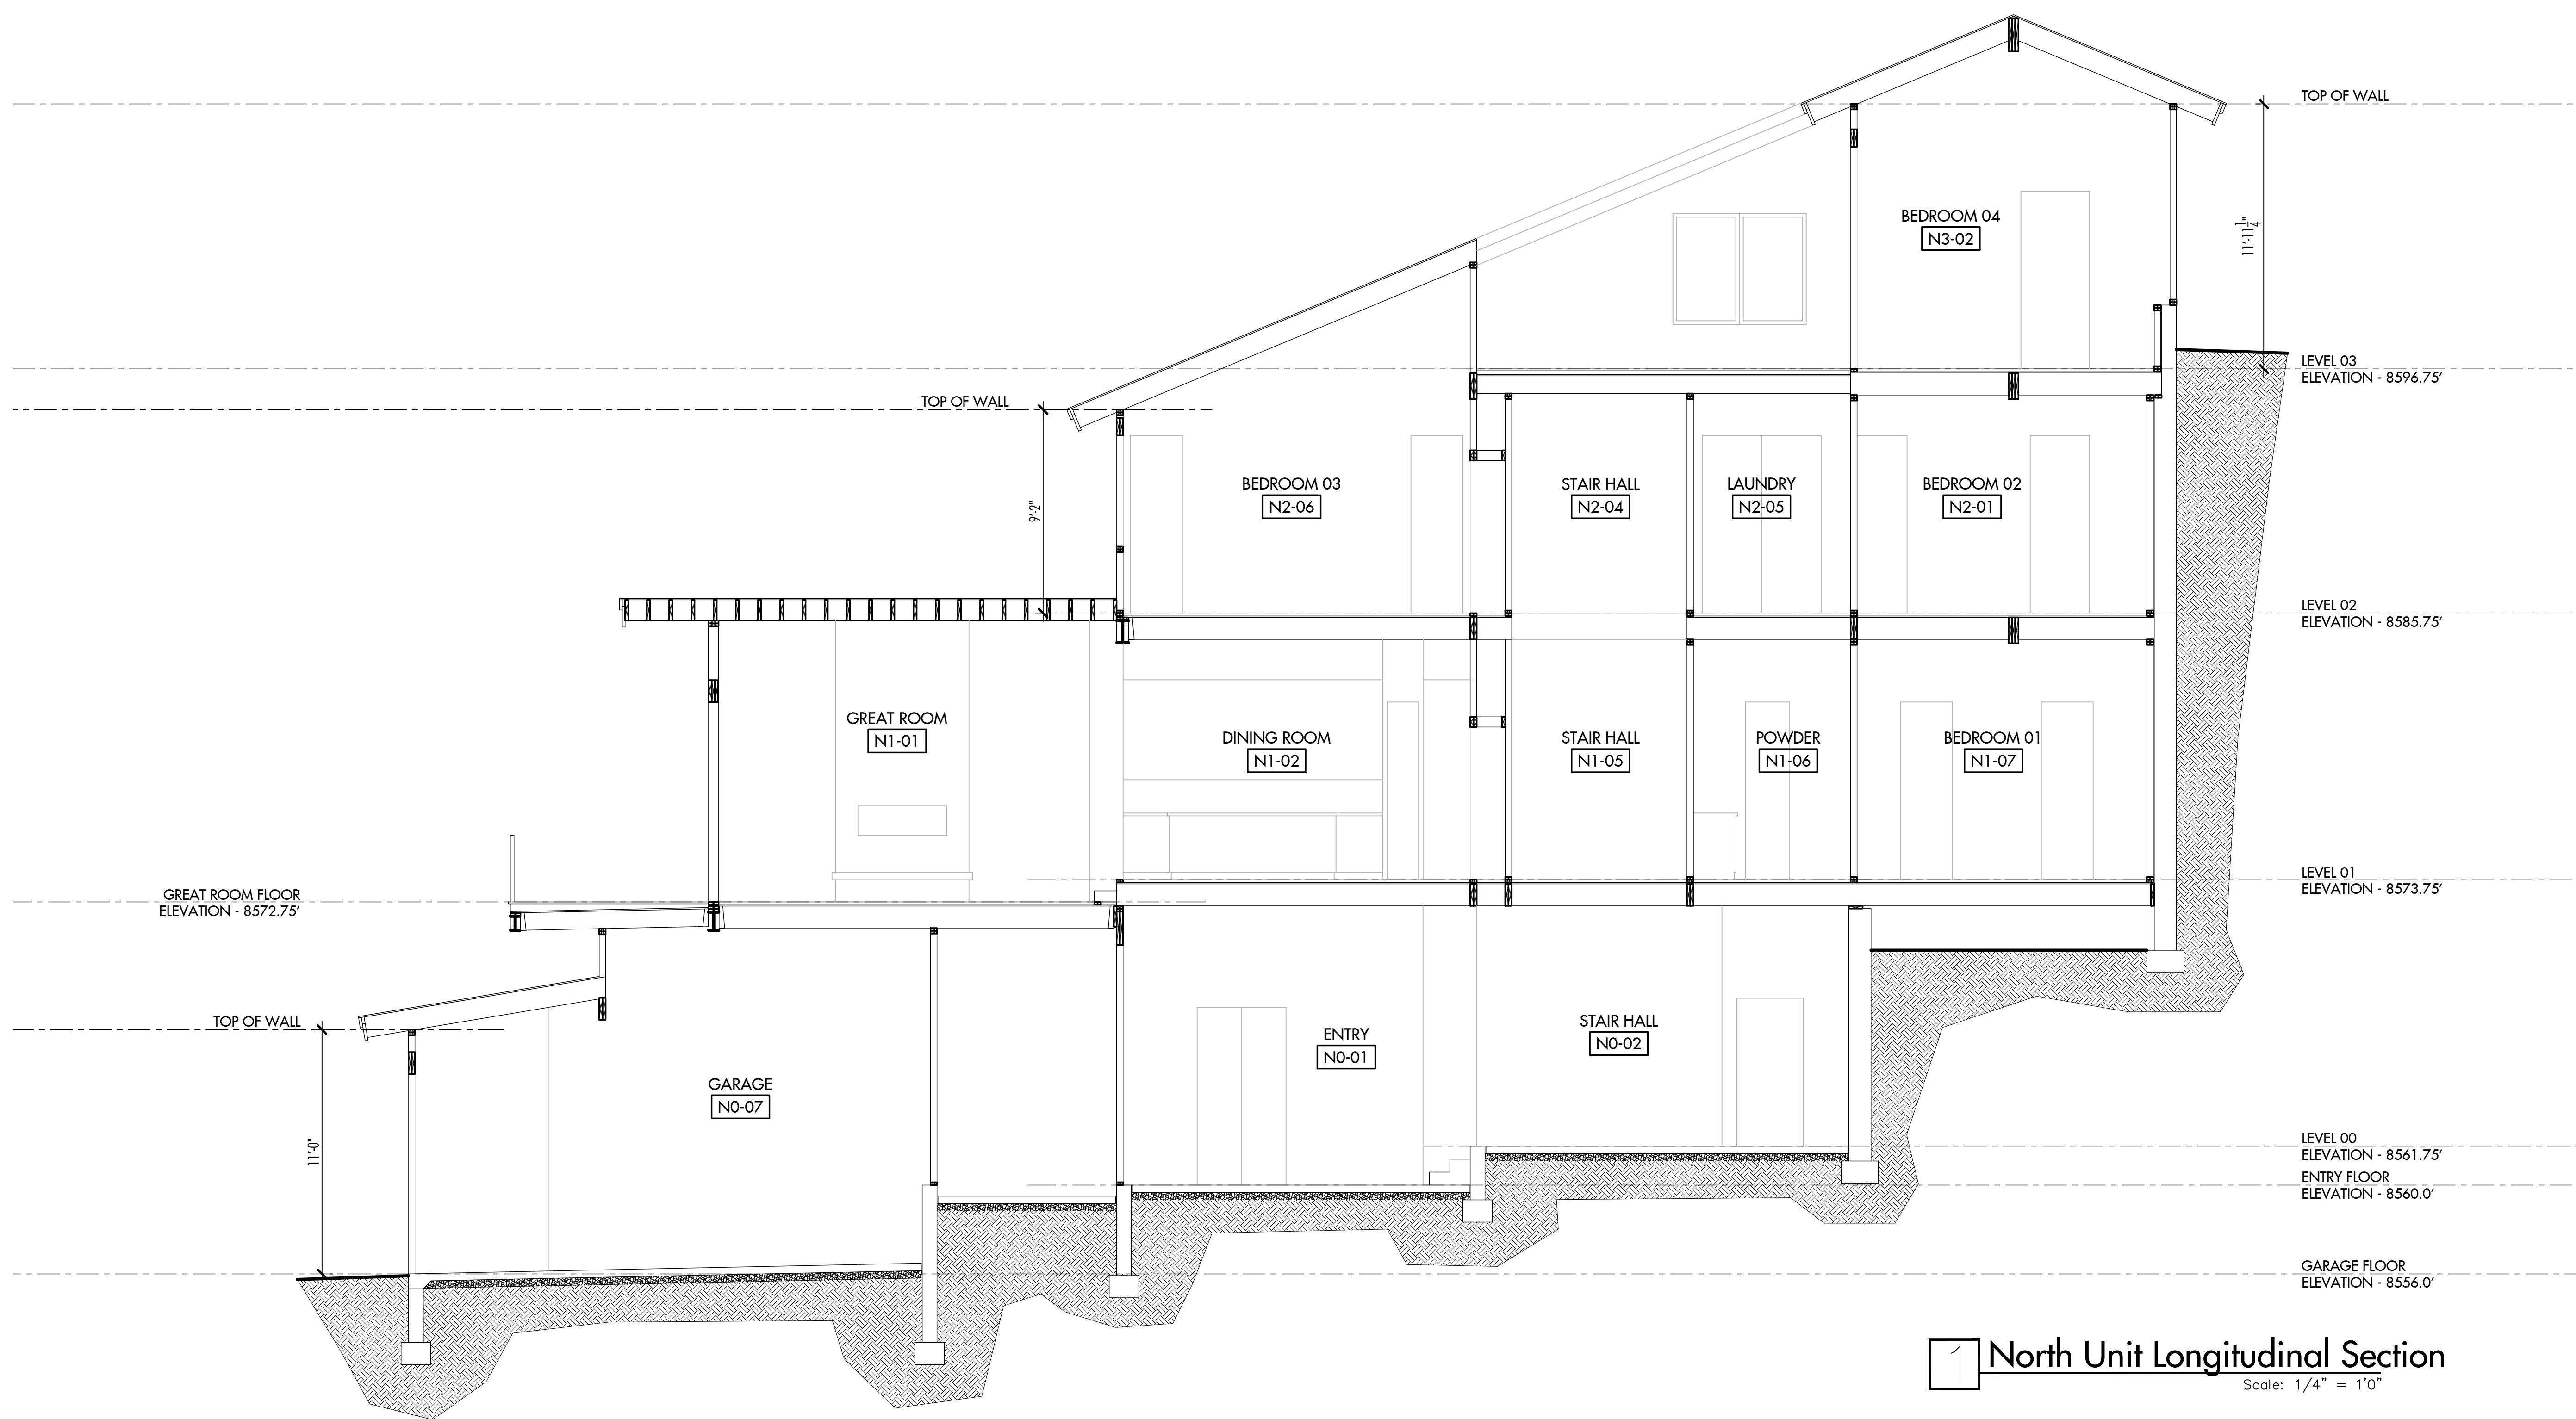 TOP OF WALL
BEDROOM 04
N3-02
11'-11 1/4"
LEVEL 03
ELEVATION - 8596.75'
TOP OF WALL
9'-2"
BEDROOM 03
N2-06
STAIR HALL
N2-04
LAUNDRY
N2-05
BEDROOM 02
N2-01
LEVEL 02
ELEVATION - 8585.75'
GREAT ROOM
N1-01
DINING ROOM
N1-02
STAIR HALL
N1-05
POWDER
N1-06
BEDROOM 01
N1-07
LEVEL 01
ELEVATION - 8573.75'
GREAT ROOM FLOOR
ELEVATION - 8572.75'
TOP OF WALL
11'-0"
GARAGE
N0-07
ENTRY
N0-01
STAIR HALL
N0-02
LEVEL 00
ELEVATION - 8561.75'
ENTRY FLOOR
ELEVATION - 8560.0'
GARAGE FLOOR
ELEVATION - 8556.0'
1 North Unit Longitudinal Section
Scale: 1/4" = 1'0"